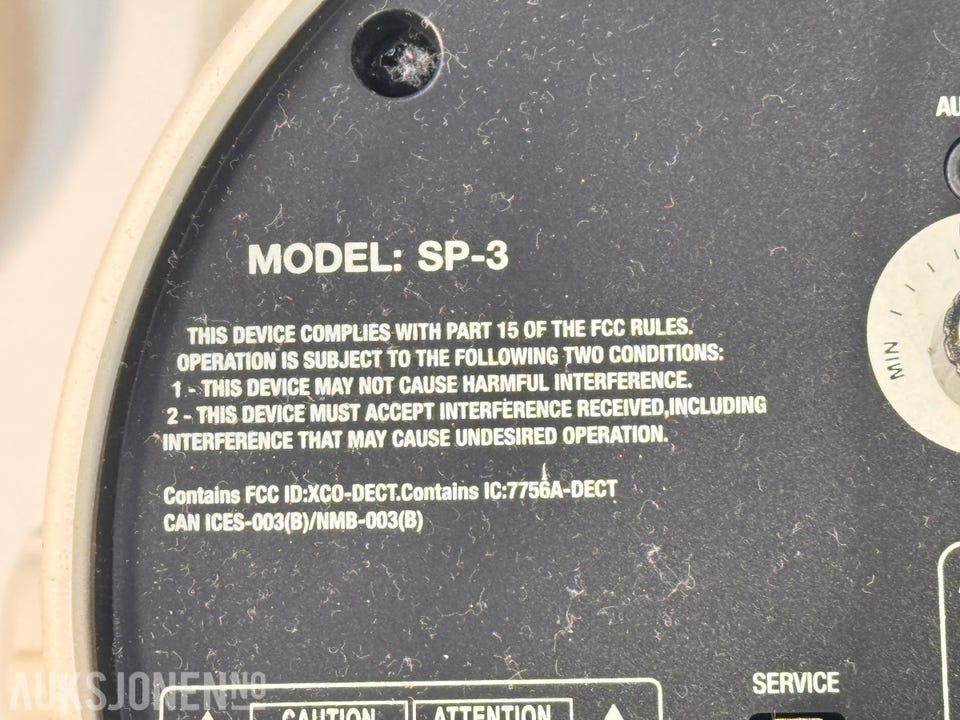 AU
MODEL: SP-3
MIN
THIS DEVICE COMPLIES WITH PART 15 OF THE FCC RULES.
OPERATION IS SUBJECT TO THE FOLLOWING TWO CONDITIONS:
1 - THIS DEVICE MAY NOT CAUSE HARMFUL INTERFERENCE.
2 - THIS DEVICE MUST ACCEPT INTERFERENCE RECEIVED,INCLUDING
INTERFERENCE THAT MAY CAUSE UNDESIRED OPERATION.
Contains FCC ID:XCO-DECT.Contains IC:7756A-DECT
CAN ICES-003(B)/NMB-003(B)
SERVICE
AUKSJONEN.NO
CAUTION ATTENTION